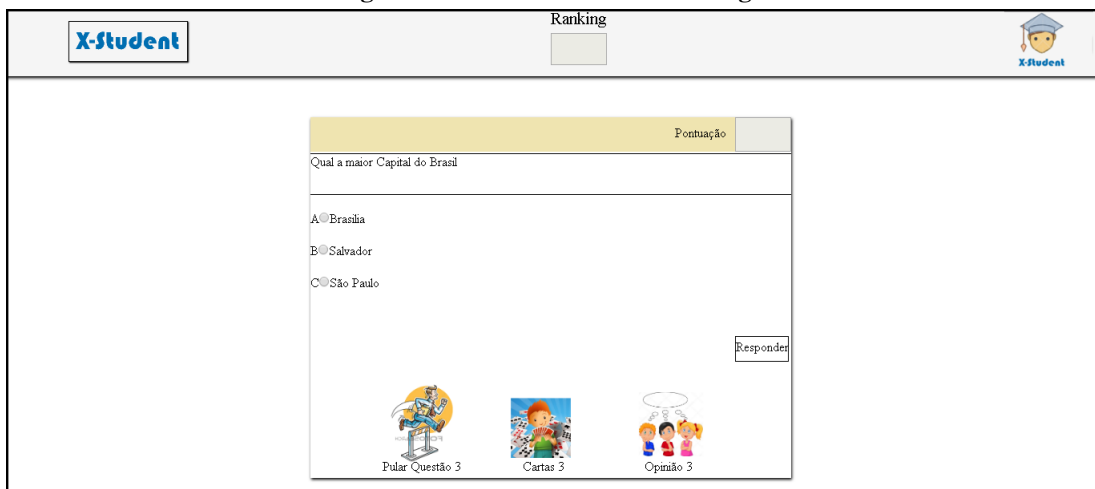 Ranking
X-Student
X-Student
Pontuação
Qual a maior Capital do Brasil
A Brasilia
B Salvador
C São Paulo
Responder
Pular Questão 3
Cartas 3
Opinião 3